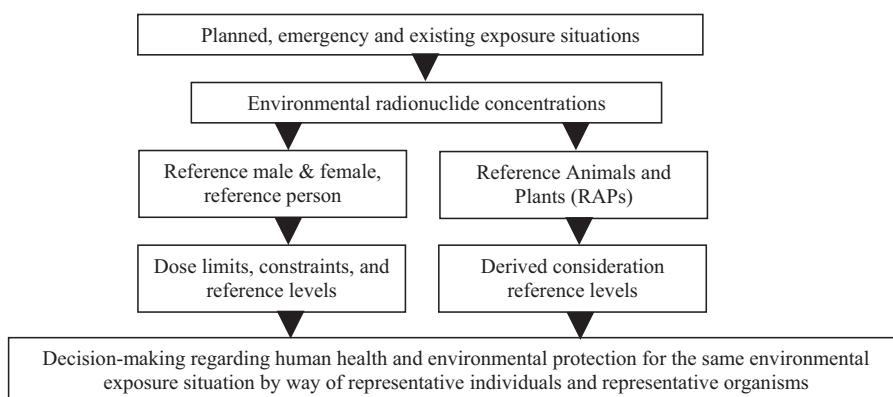 Planned, emergency and existing exposure situations
Environmental radionuclide concentrations
Reference male & female,
reference person
Reference Animals and
Plants (RAPs)
Dose limits, constraints, and
reference levels
Derived consideration
reference levels
Decision-making regarding human health and environmental protection for the same environmental
exposure situation by way of representative individuals and representative organisms